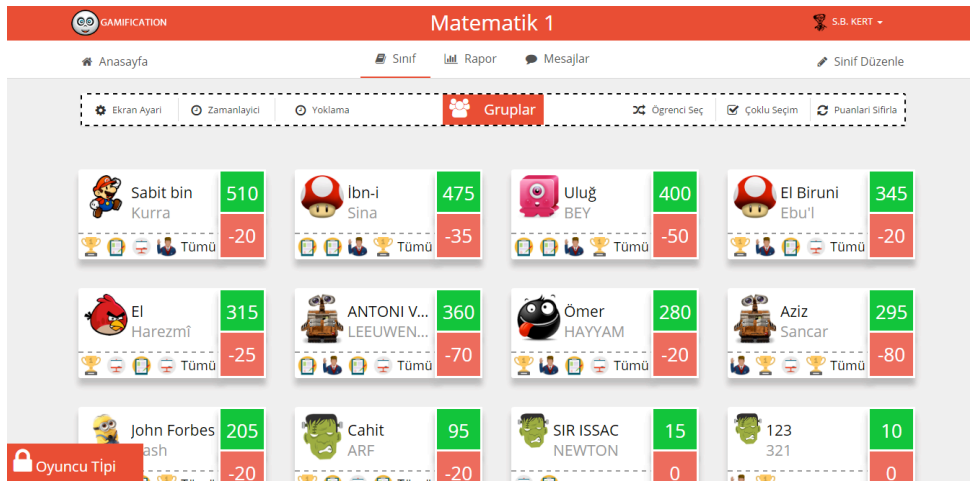 GAMIFICATION
Matematik 1
S.B. KERT
Anasayfa
Sınıf
Rapor
Mesajlar
Sinif Düzenle
Ekran Ayari
Zamanlayici
Yoklama
Gruplar
Ögrenci Seç
Çoklu Seçim
Puanlari Sifirla
Sabit bin
Kurra
510
-20
Tümü
İbn-i
Sina
475
-35
Tümü
Uluğ
BEY
400
-50
Tümü
El Biruni
Ebu'l
345
-20
Tümü
El
Harezmî
315
-25
Tümü
ANTONI V...
LEEUWEN...
360
-70
Tümü
Ömer
HAYYAM
280
-20
Tümü
Aziz
Sancar
295
-80
Tümü
John Forbes
205
-20
Cahit
ARF
95
-20
Tümü
SIR ISSAC
NEWTON
15
0
123
321
10
0
Oyuncu Tİpi